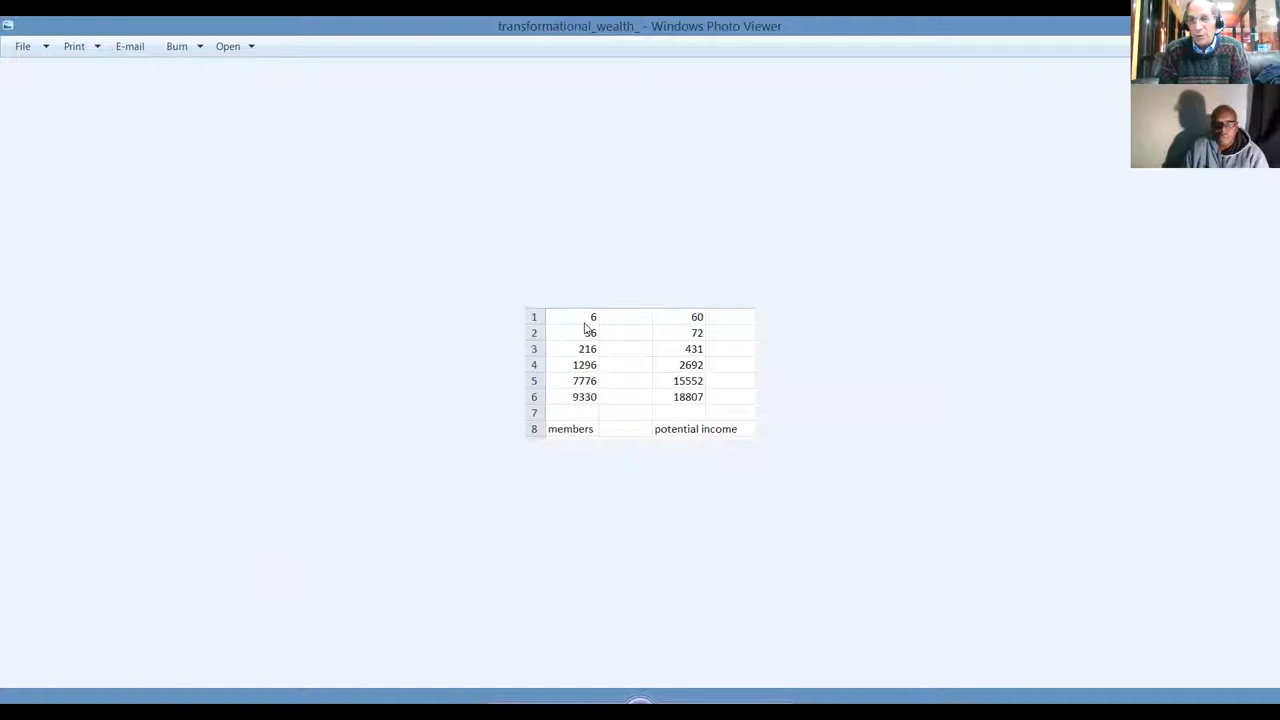 transformational_wealth_ - Windows Photo Viewer
File Print E-mail Burn Open
1 6 60
2 36 72
3 216 431
4 1296 2692
5 7776 15552
6 9330 18807
7
8 members potential income